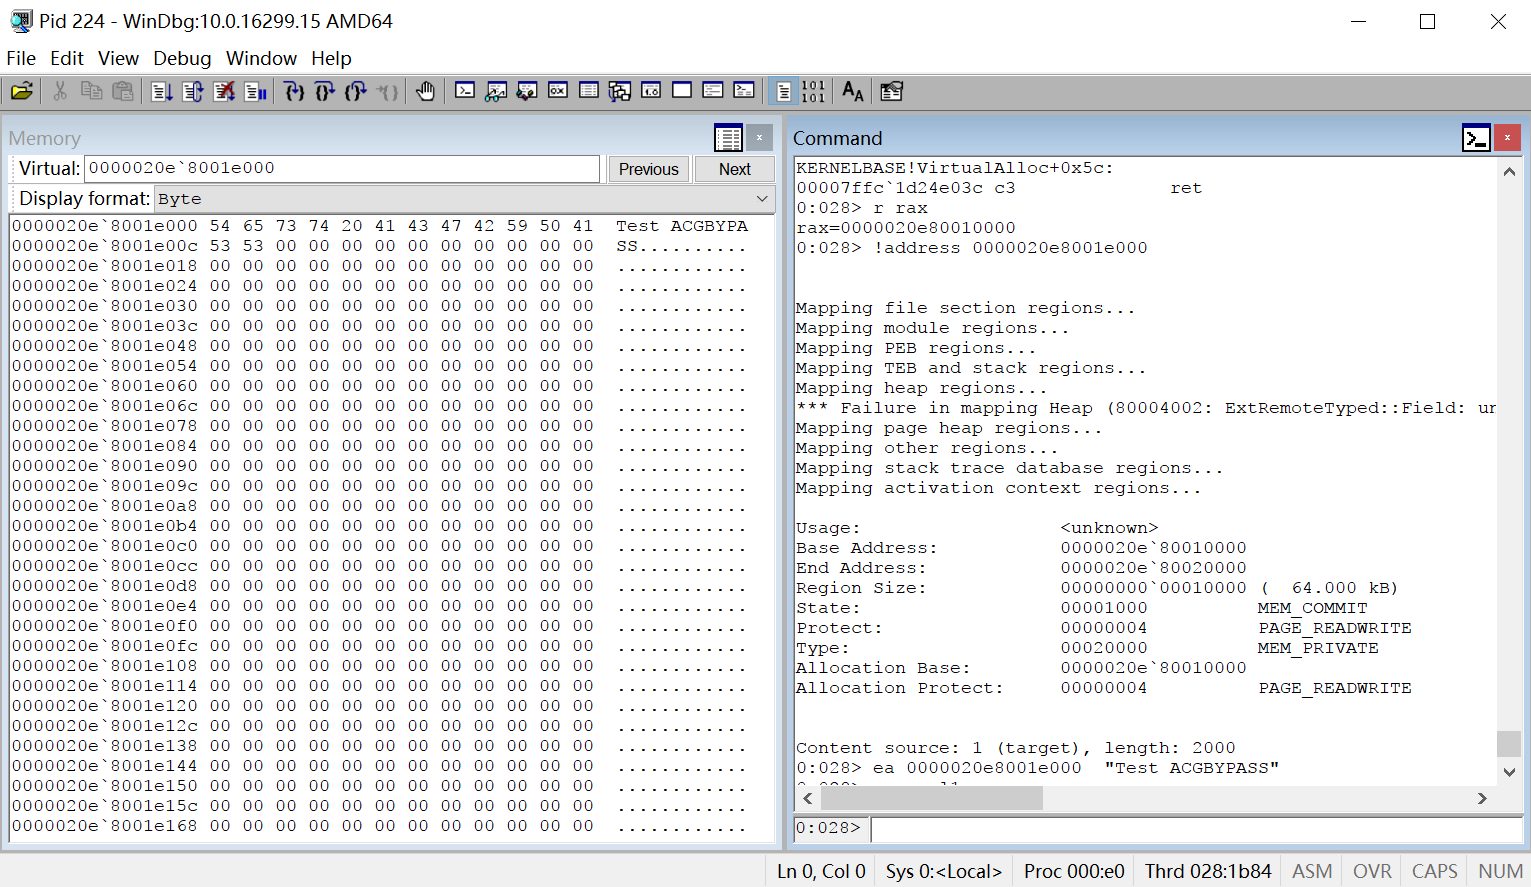 Pid 224 - WinDbg:10.0.16299.15 AMD64
File Edit View Debug Window Help
Memory
Virtual: 0000020e`8001e000 Previous Next
Display format: Byte
0000020e`8001e000 54 65 73 74 20 41 43 47 42 59 50 41 Test ACGBYPA
0000020e`8001e00c 53 53 00 00 00 00 00 00 00 00 00 00 SS..........
0000020e`8001e018 00 00 00 00 00 00 00 00 00 00 00 00 ............
0000020e`8001e024 00 00 00 00 00 00 00 00 00 00 00 00 ............
0000020e`8001e030 00 00 00 00 00 00 00 00 00 00 00 00 ............
0000020e`8001e03c 00 00 00 00 00 00 00 00 00 00 00 00 ............
0000020e`8001e048 00 00 00 00 00 00 00 00 00 00 00 00 ............
0000020e`8001e054 00 00 00 00 00 00 00 00 00 00 00 00 ............
0000020e`8001e060 00 00 00 00 00 00 00 00 00 00 00 00 ............
0000020e`8001e06c 00 00 00 00 00 00 00 00 00 00 00 00 ............
0000020e`8001e078 00 00 00 00 00 00 00 00 00 00 00 00 ............
0000020e`8001e084 00 00 00 00 00 00 00 00 00 00 00 00 ............
0000020e`8001e090 00 00 00 00 00 00 00 00 00 00 00 00 ............
0000020e`8001e09c 00 00 00 00 00 00 00 00 00 00 00 00 ............
0000020e`8001e0a8 00 00 00 00 00 00 00 00 00 00 00 00 ............
0000020e`8001e0b4 00 00 00 00 00 00 00 00 00 00 00 00 ............
0000020e`8001e0c0 00 00 00 00 00 00 00 00 00 00 00 00 ............
0000020e`8001e0cc 00 00 00 00 00 00 00 00 00 00 00 00 ............
0000020e`8001e0d8 00 00 00 00 00 00 00 00 00 00 00 00 ............
0000020e`8001e0e4 00 00 00 00 00 00 00 00 00 00 00 00 ............
0000020e`8001e0f0 00 00 00 00 00 00 00 00 00 00 00 00 ............
0000020e`8001e0fc 00 00 00 00 00 00 00 00 00 00 00 00 ............
0000020e`8001e108 00 00 00 00 00 00 00 00 00 00 00 00 ............
0000020e`8001e114 00 00 00 00 00 00 00 00 00 00 00 00 ............
0000020e`8001e120 00 00 00 00 00 00 00 00 00 00 00 00 ............
0000020e`8001e12c 00 00 00 00 00 00 00 00 00 00 00 00 ............
0000020e`8001e138 00 00 00 00 00 00 00 00 00 00 00 00 ............
0000020e`8001e144 00 00 00 00 00 00 00 00 00 00 00 00 ............
0000020e`8001e150 00 00 00 00 00 00 00 00 00 00 00 00 ............
0000020e`8001e15c 00 00 00 00 00 00 00 00 00 00 00 00 ............
0000020e`8001e168 00 00 00 00 00 00 00 00 00 00 00 00 ............
Command
KERNELBASE!VirtualAlloc+0x5c:
00007ffc`1d24e03c c3 ret
0:028> r rax
rax=0000020e80010000
0:028> !address 0000020e8001e000
Mapping file section regions...
Mapping module regions...
Mapping PEB regions...
Mapping TEB and stack regions...
Mapping heap regions...
*** Failure in mapping Heap (80004002: ExtRemoteTyped::Field: un
Mapping page heap regions...
Mapping other regions...
Mapping stack trace database regions...
Mapping activation context regions...
Usage: <unknown>
Base Address: 0000020e`80010000
End Address: 0000020e`80020000
Region Size: 00000000`00010000 ( 64.000 kB)
State: 00001000 MEM_COMMIT
Protect: 00000004 PAGE_READWRITE
Type: 00020000 MEM_PRIVATE
Allocation Base: 0000020e`80010000
Allocation Protect: 00000004 PAGE_READWRITE
Content source: 1 (target), length: 2000
0:028> ea 0000020e8001e000 "Test ACGBYPASS"
0:028>
Ln 0, Col 0 Sys 0:<Local> Proc 000:e0 Thrd 028:1b84 ASM OVR CAPS NUM